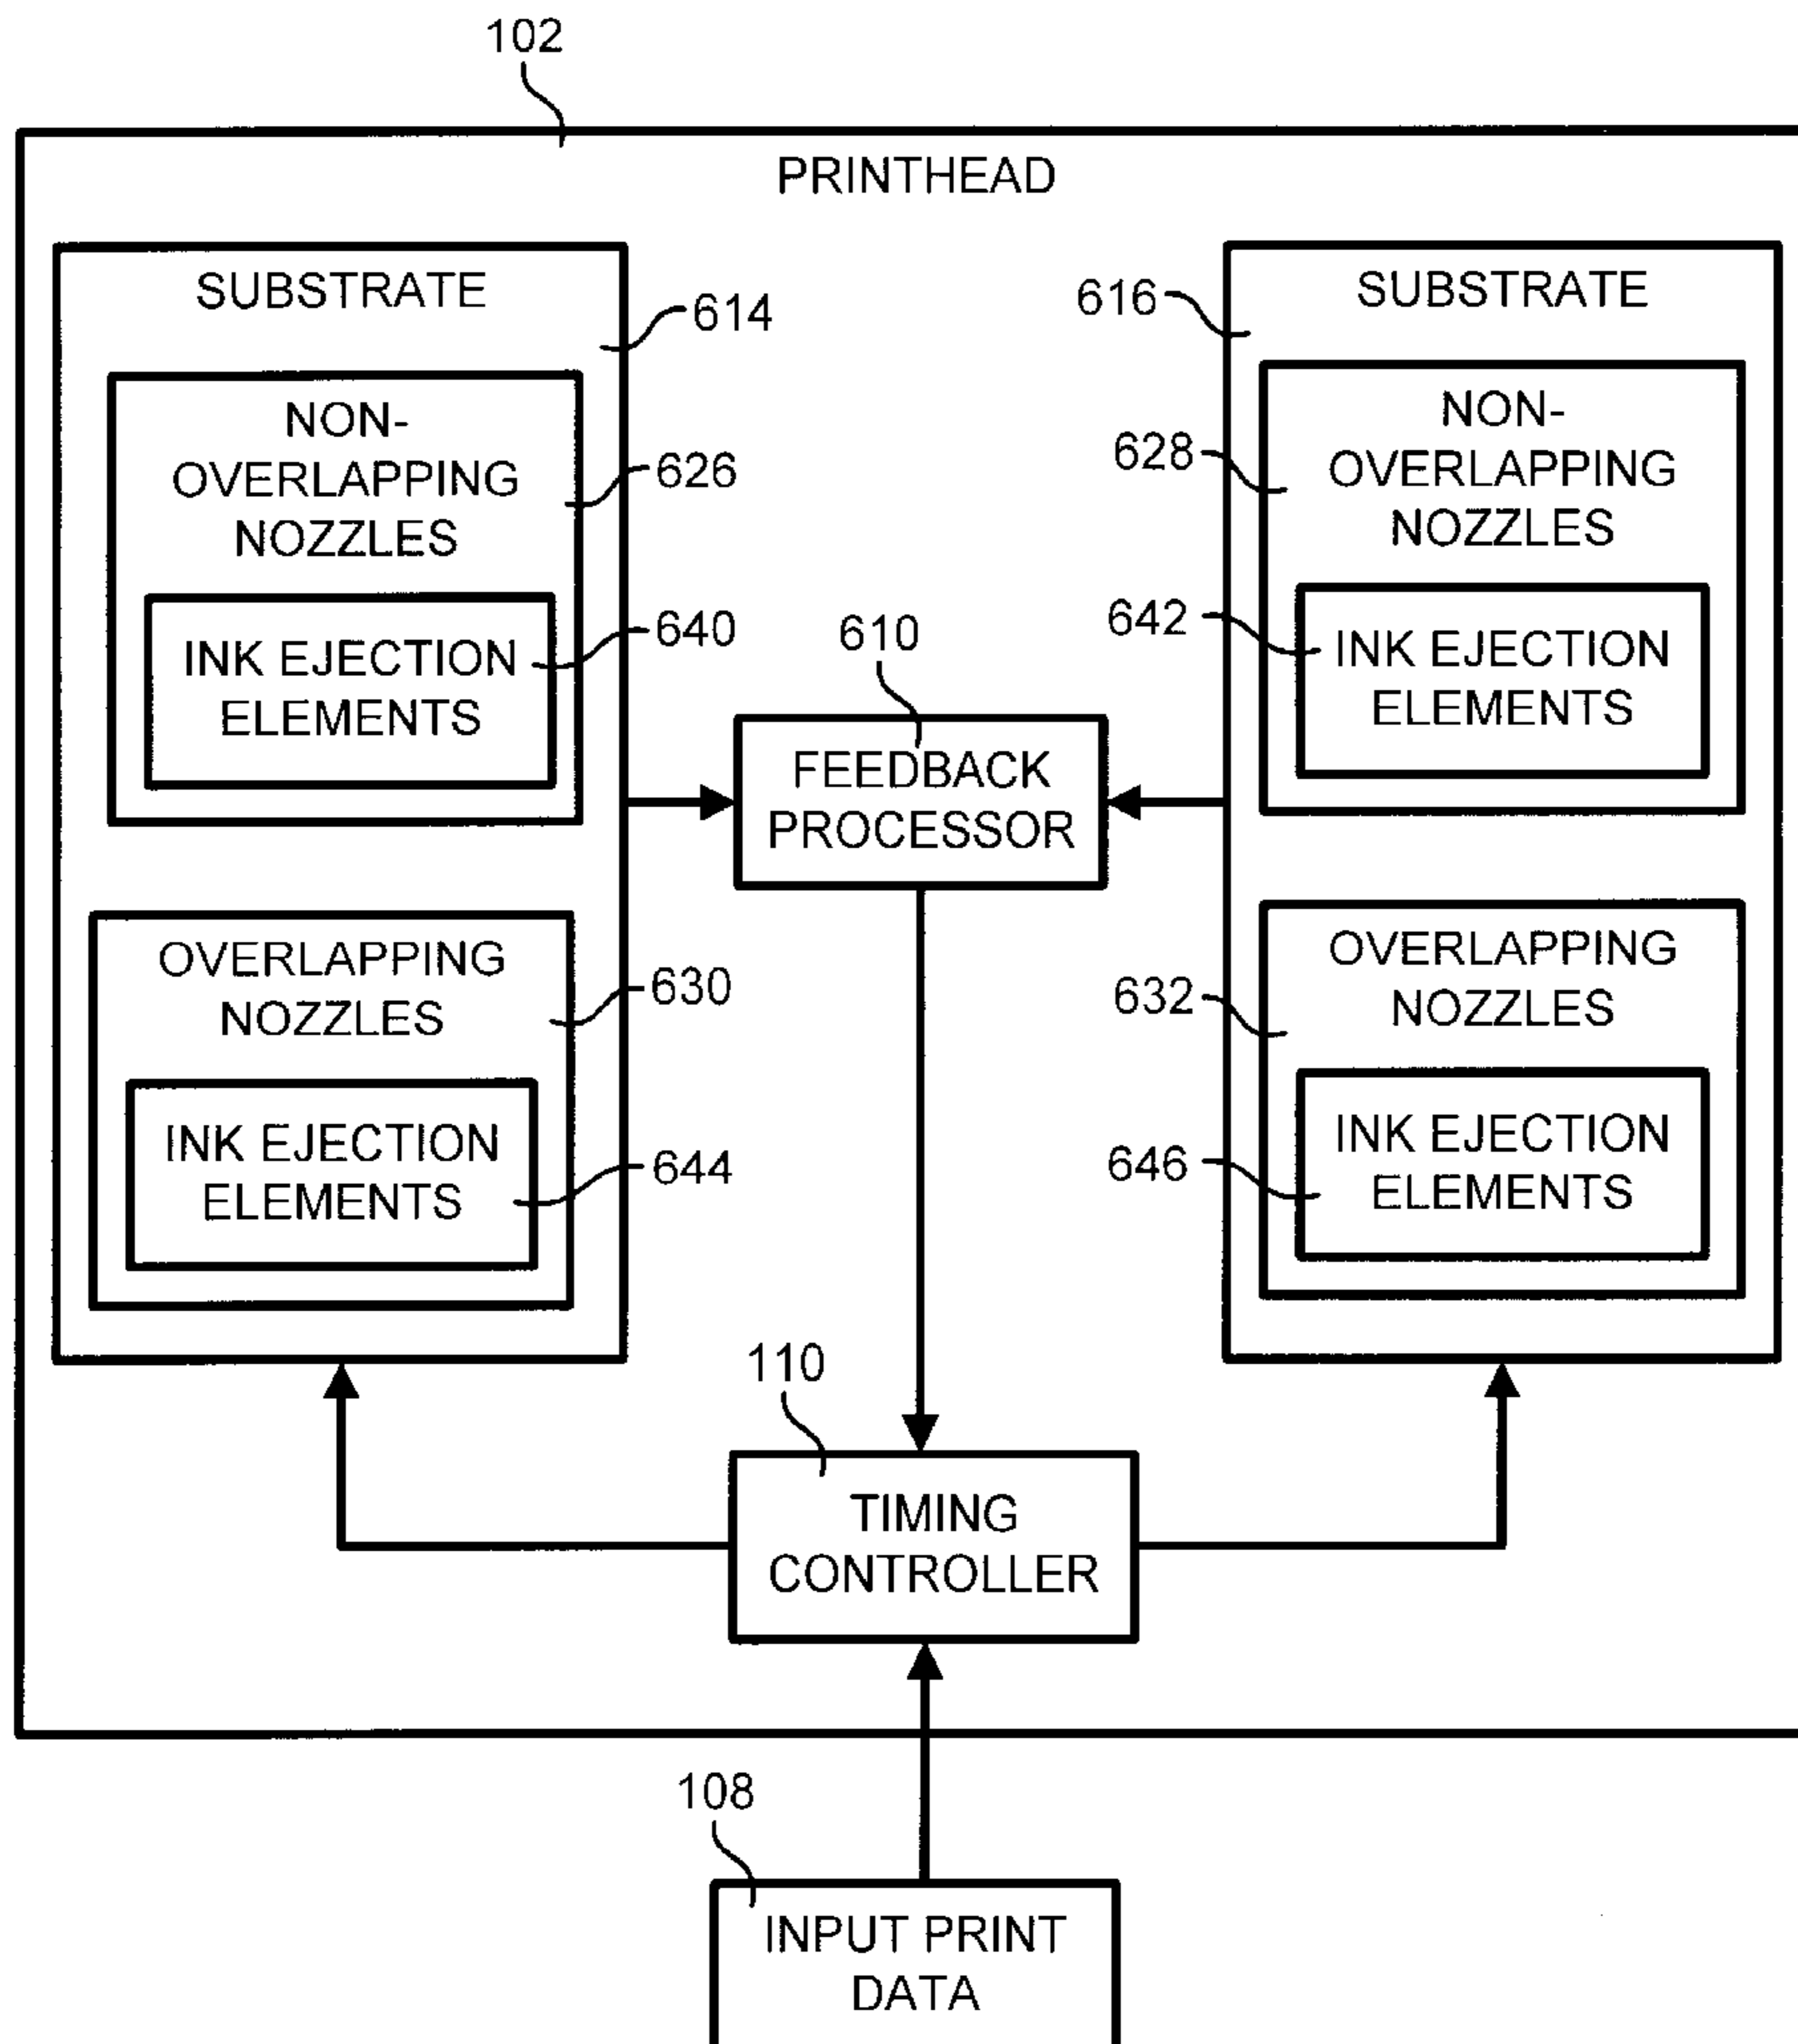 102
PRINTHEAD
SUBSTRATE
614
NON-
OVERLAPPING
NOZZLES
626
INK EJECTION
ELEMENTS
640
OVERLAPPING
NOZZLES
630
INK EJECTION
ELEMENTS
644
610
FEEDBACK
PROCESSOR
SUBSTRATE
616
NON-
OVERLAPPING
NOZZLES
628
INK EJECTION
ELEMENTS
642
OVERLAPPING
NOZZLES
632
INK EJECTION
ELEMENTS
646
110
TIMING
CONTROLLER
108
INPUT PRINT
DATA